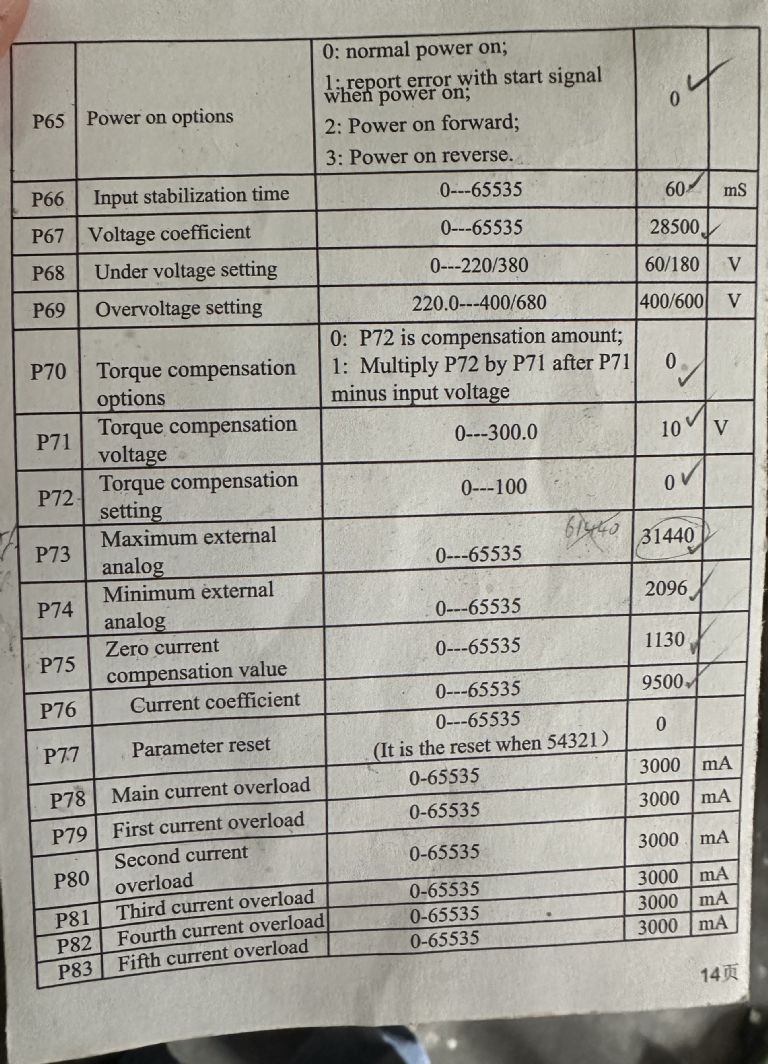 0: normal power on;
1: report error with start signal
when power on;
P65 Power on options 0
2: Power on forward;
3: Power on reverse.
P66 Input stabilization time 0---65535 60 mS
P67 Voltage coefficient 0---65535 28500
P68 Under voltage setting 0---220/380 60/180 V
P69 Overvoltage setting 220.0---400/680 400/600 V
0: P72 is compensation amount;
P70 Torque compensation 1: Multiply P72 by P71 after P71 0
options minus input voltage
P71 Torque compensation 0---300.0 10 V
voltage
P72 Torque compensation 0---100 0
setting
61440
P73 Maximum external 0---65535 31440
analog
P74 Minimum external 0---65535 2096
analog
P75 Zero current 0---65535 1130
compensation value
P76 Current coefficient 0---65535 9500
P77 Parameter reset 0---65535 0
(It is the reset when 54321)
P78 Main current overload 0-65535 3000 mA
P79 First current overload 0-65535 3000 mA
P80 Second current 0-65535 3000 mA
overload
P81 Third current overload 0-65535 3000 mA
P82 Fourth current overload 0-65535 3000 mA
P83 Fifth current overload 0-65535 3000 mA
14页